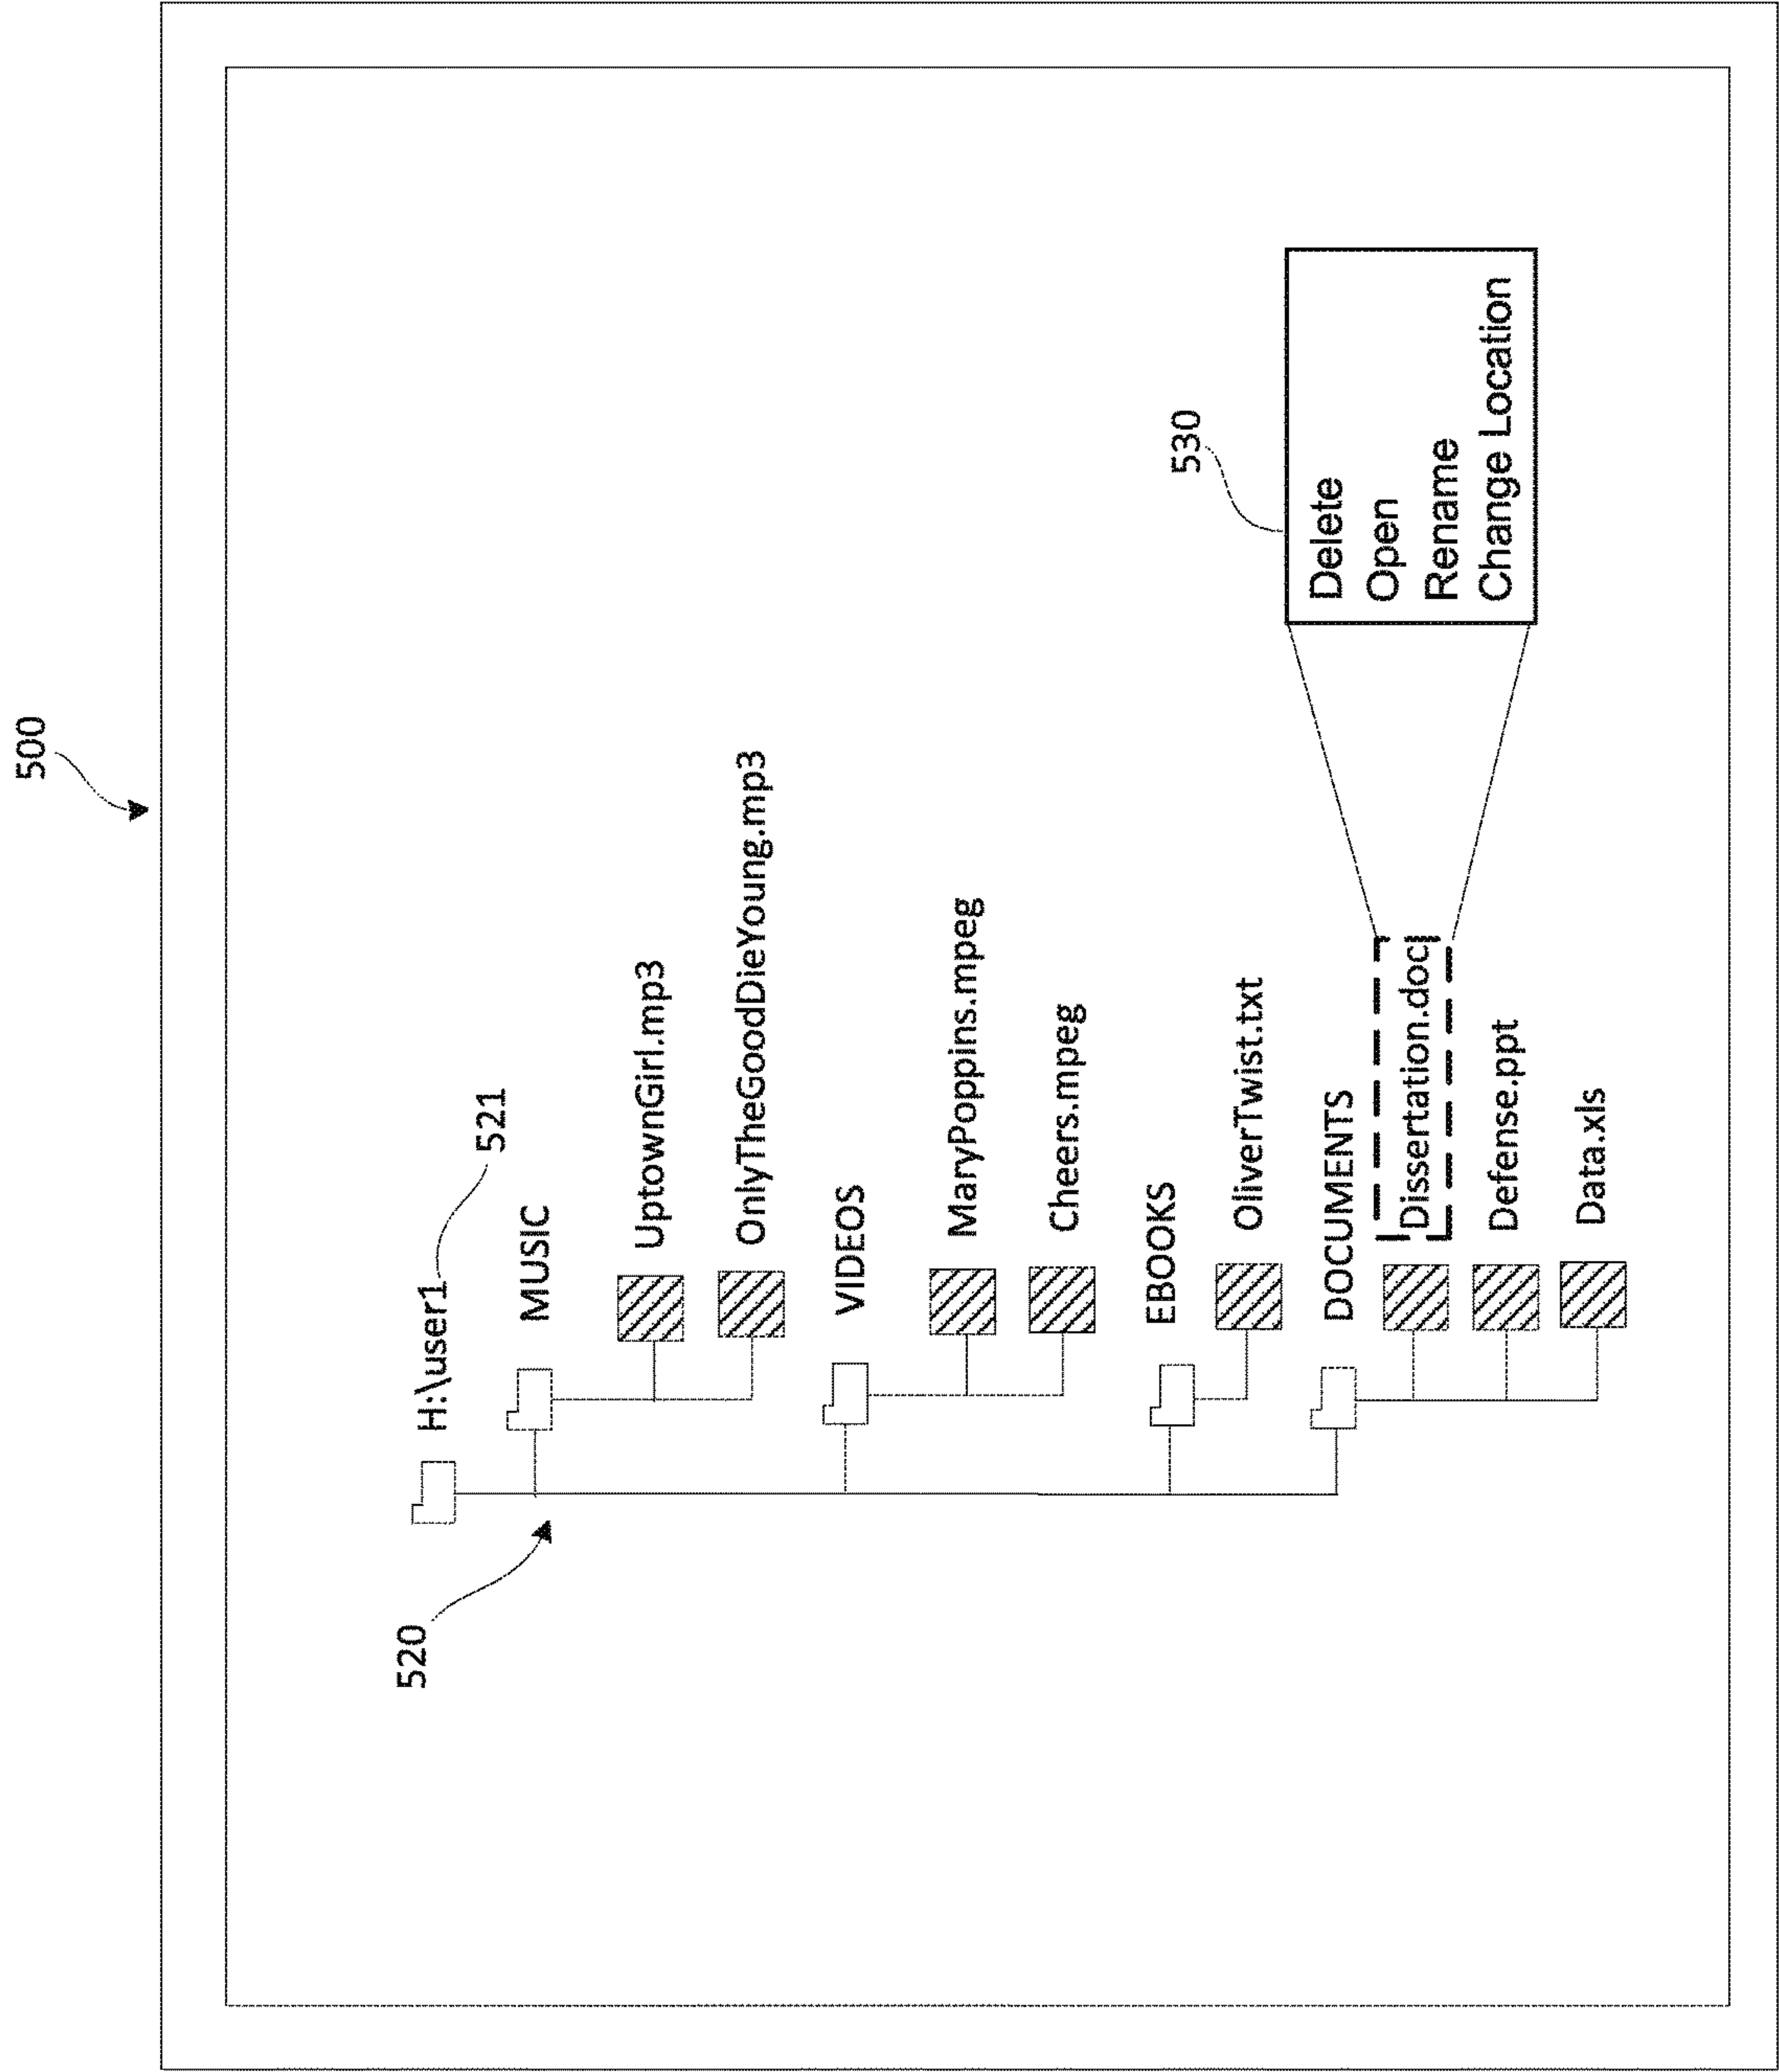 500
520
H:\user1
521
MUSIC
UptownGirl.mp3
OnlyTheGoodDieYoung.mp3
VIDEOS
MaryPoppins.mpeg
Cheers.mpeg
EBOOKS
OliverTwist.txt
DOCUMENTS
Dissertation.doc
Defense.ppt
Data.xls
530
Delete
Open
Rename
Change Location